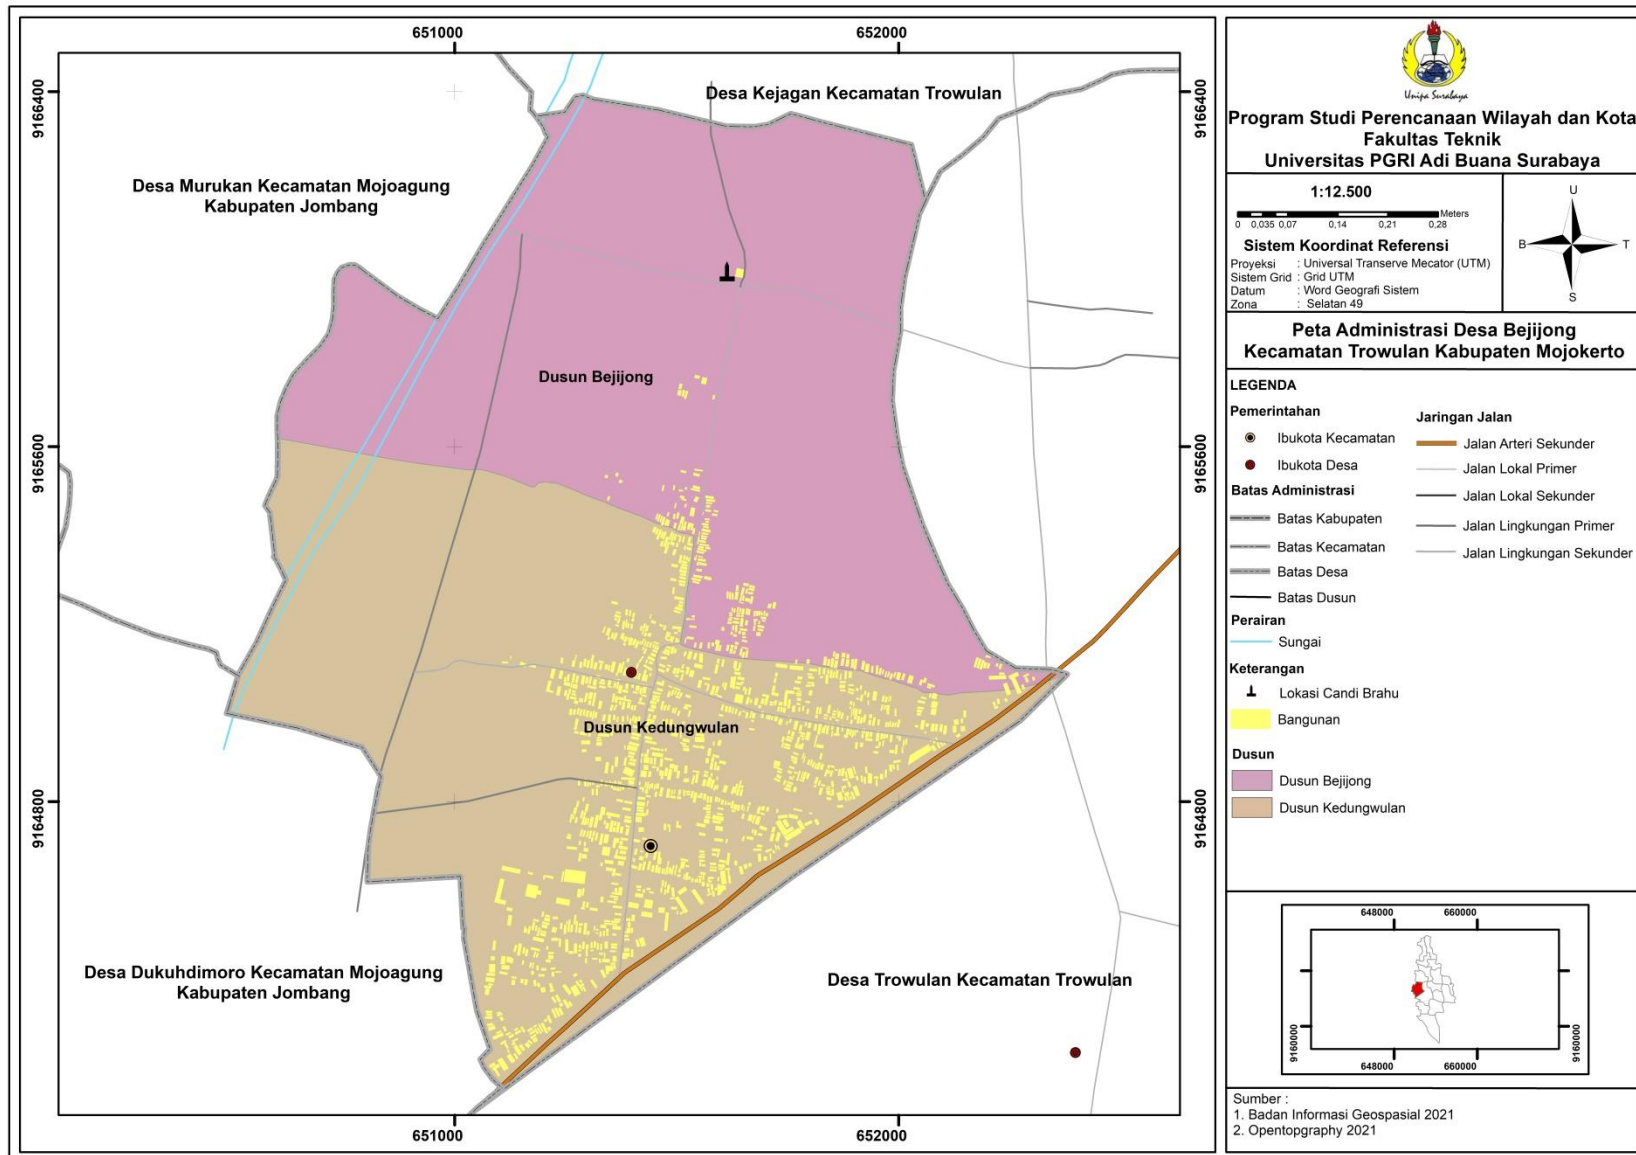 651000
652000
9166400
9166400
Desa Kejagan Kecamatan Trowulan
Desa Murukan Kecamatan Mojoagung
Kabupaten Jombang
Dusun Bejijong
9165600
9165600
Dusun Kedungwulan
9164800
9164800
Desa Dukuhdimoro Kecamatan Mojoagung
Kabupaten Jombang
Desa Trowulan Kecamatan Trowulan
651000
652000
Unipa Surabaya
Program Studi Perencanaan Wilayah dan Kota
Fakultas Teknik
Universitas PGRI Adi Buana Surabaya
1:12.500
Meters
0 0,035 0,07 0,14 0,21 0,28
Sistem Koordinat Referensi
Proyeksi : Universal Transerve Mecator (UTM)
Sistem Grid : Grid UTM
Datum : Word Geografi Sistem
Zona : Selatan 49
U
B
T
S
Peta Administrasi Desa Bejijong
Kecamatan Trowulan Kabupaten Mojokerto
LEGENDA
Pemerintahan
Ibukota Kecamatan
Ibukota Desa
Batas Administrasi
Batas Kabupaten
Batas Kecamatan
Batas Desa
Batas Dusun
Perairan
Sungai
Keterangan
Lokasi Candi Brahu
Bangunan
Dusun
Dusun Bejijong
Dusun Kedungwulan
Jaringan Jalan
Jalan Arteri Sekunder
Jalan Lokal Primer
Jalan Lokal Sekunder
Jalan Lingkungan Primer
Jalan Lingkungan Sekunder
648000
660000
9160000
9160000
648000
660000
Sumber :
1. Badan Informasi Geospasial 2021
2. Opentopgraphy 2021